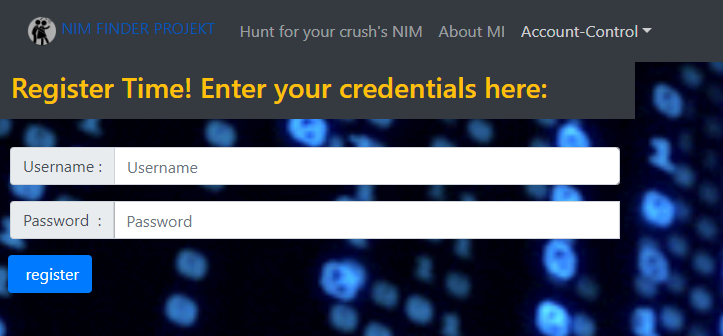 NIM FINDER PROJEKT Hunt for your crush's NIM About MI Account-Control
Register Time! Enter your credentials here:
Username : Username
Password : Password
register